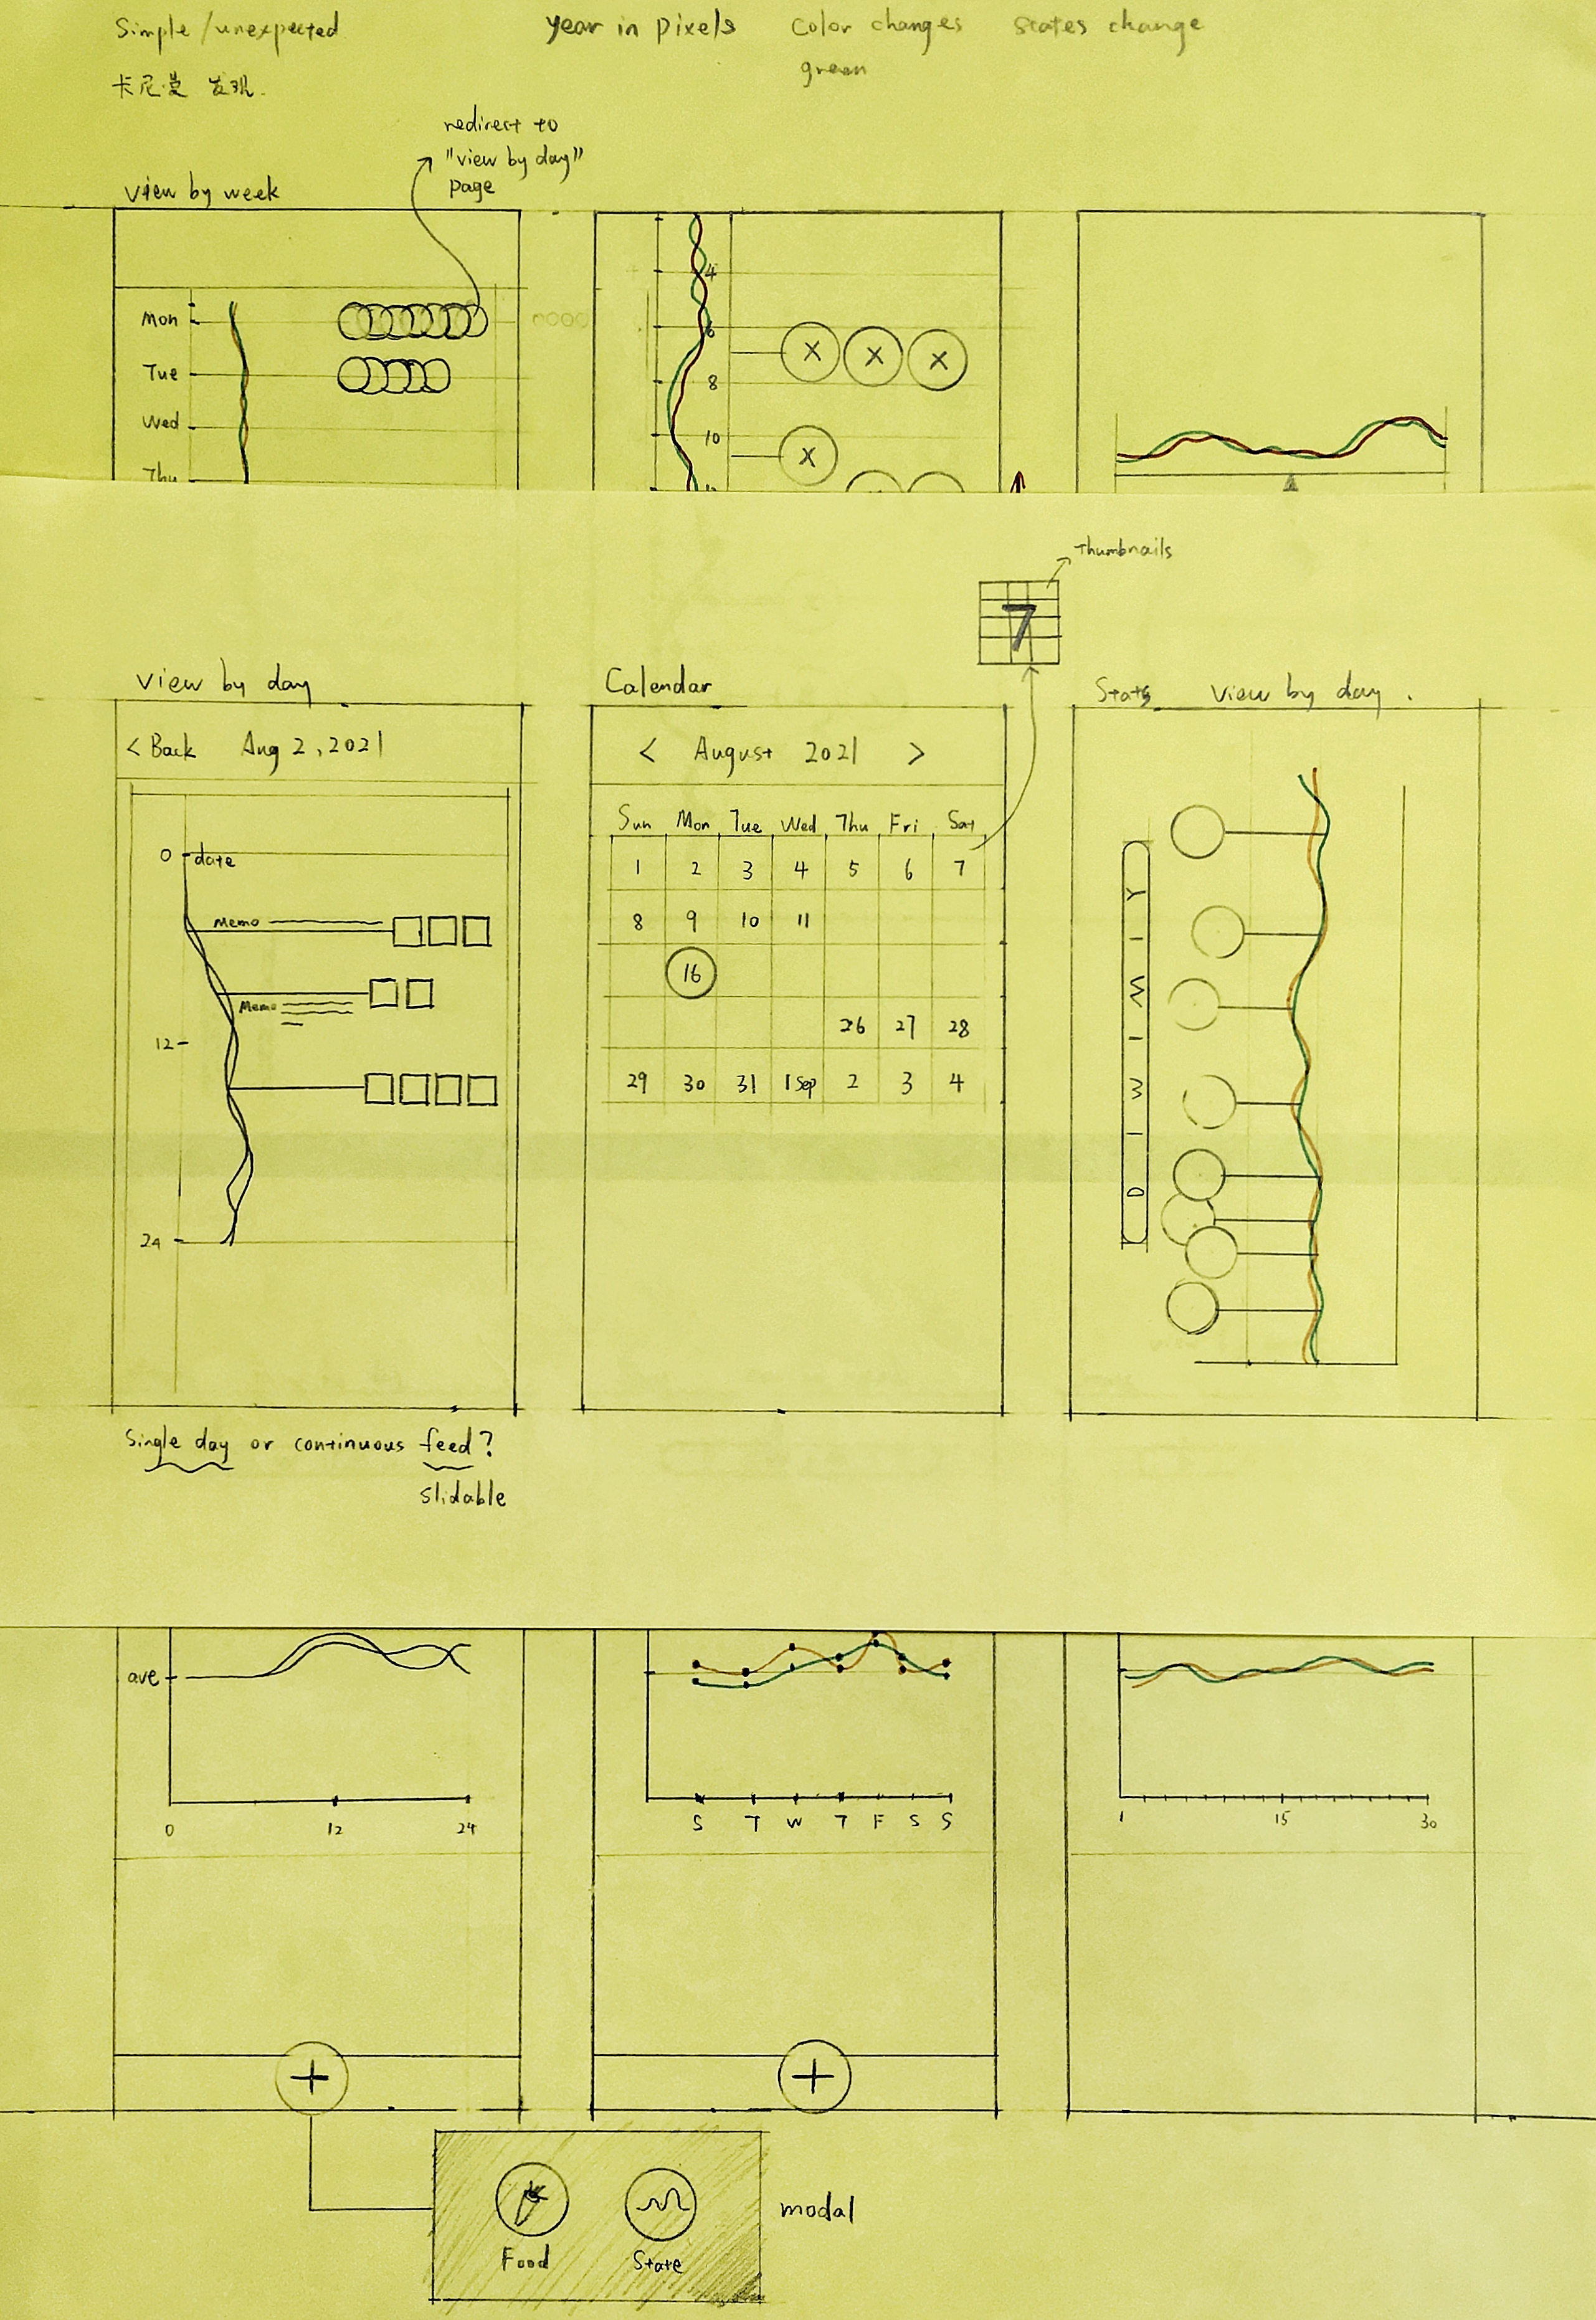 Simple / unexpected
year in pixels
Color changes
green
states change
卡尼曼 发现.
redirect to
"view by day"
page
view by week
Mon
Tue
Wed
Thu
4
6
8
10
X X X
X
Thumbnails
7
View by day
< Back Aug 2, 2021
0 date
Memo
Memo
12
24
Single day or continuous feed?
slidable
Calendar
< August 2021 >
Sun Mon Tue Wed Thu Fri Sat
1 2 3 4 5 6 7
8 9 10 11
16
26 27 28
29 30 31 1 Sep 2 3 4
Stats View by day .
D | W | M | Y
ave
0 12 24
S T W T F S S
1 15 30
+
+
Food
State
modal